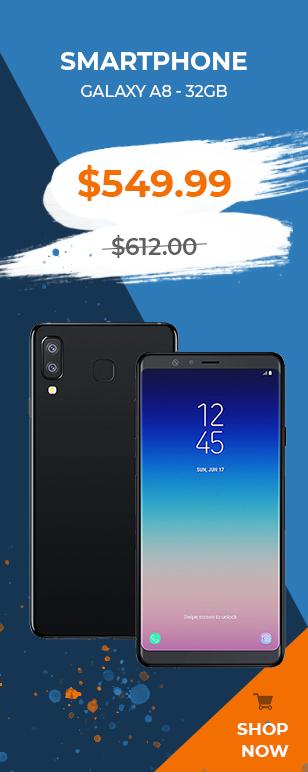 SMARTPHONE
GALAXY A8 - 32GB
$549.99
$612.00
12
45
SUN, JUN 17
Swipe screen to unlock
SHOP
NOW